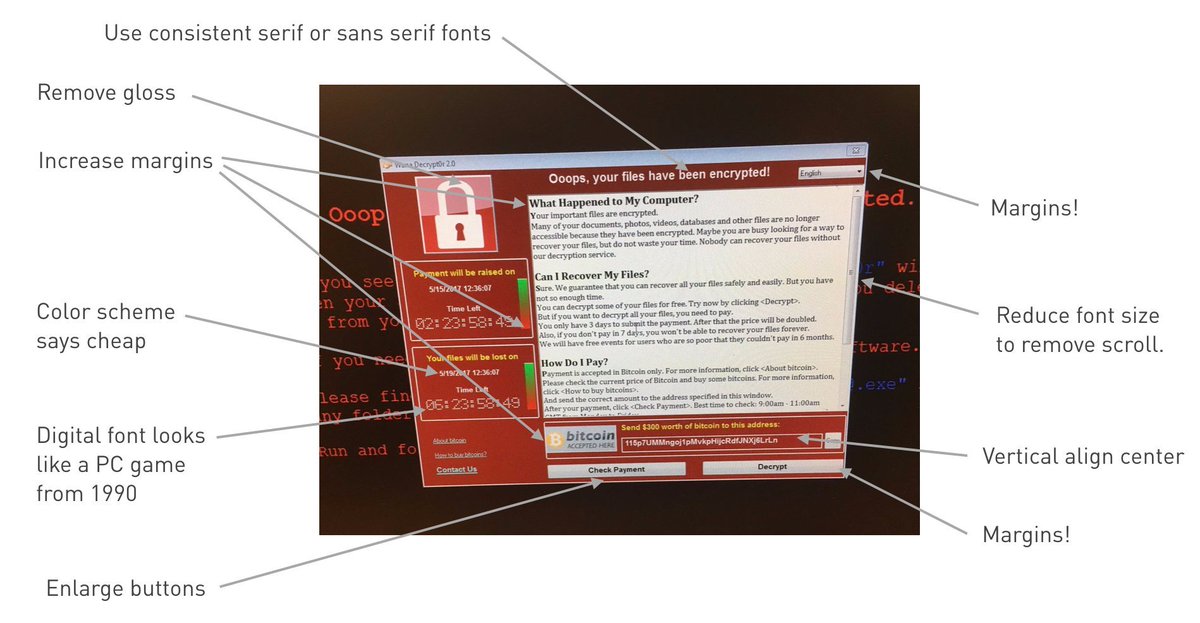 Use consistent serif or sans serif fonts
Remove gloss
Increase margins
Color scheme
says cheap
Digital font looks
like a PC game
from 1990
Enlarge buttons
Margins!
Reduce font size
to remove scroll.
Vertical align center
Margins!
Wana Decrypt0r 2.0
Ooops, your files have been encrypted!
English
What Happened to My Computer?
Your important files are encrypted.
Many of your documents, photos, videos, databases and other files are no longer
accessible because they have been encrypted. Maybe you are busy looking for a way to
recover your files, but do not waste your time. Nobody can recover your files without
our decryption service.
Can I Recover My Files?
Sure. We guarantee that you can recover all your files safely and easily. But you have
not so enough time.
You can decrypt some of your files for free. Try now by clicking <Decrypt>.
But if you want to decrypt all your files, you need to pay.
You only have 3 days to submit the payment. After that the price will be doubled.
Also, if you don't pay in 7 days, you won't be able to recover your files forever.
We will have free events for users who are so poor that they couldn't pay in 6 months.
How Do I Pay?
Payment is accepted in Bitcoin only. For more information, click <About bitcoin>.
Please check the current price of Bitcoin and buy some bitcoins. For more information,
click <How to buy bitcoins>.
And send the correct amount to the address specified in this window.
After your payment, click <Check Payment>. Best time to check: 9:00am - 11:00am
GMT from Monday to Friday.
Payment will be raised on
5/15/2017 12:36:07
Time Left
02:23:58:49
Your files will be lost on
5/19/2017 12:36:07
Time Left
06:23:58:49
About bitcoin
How to buy bitcoins?
Contact Us
bitcoin
ACCEPTED HERE
Send $300 worth of bitcoin to this address:
115p7UMMngoj1pMvkpHijcRdfJNXj6LrLn
Check Payment
Decrypt
Ooop
ted.
you see
wi
en your
from yo
you nee
ftware.
lease fin
.exe"
ny folder
Run and fo